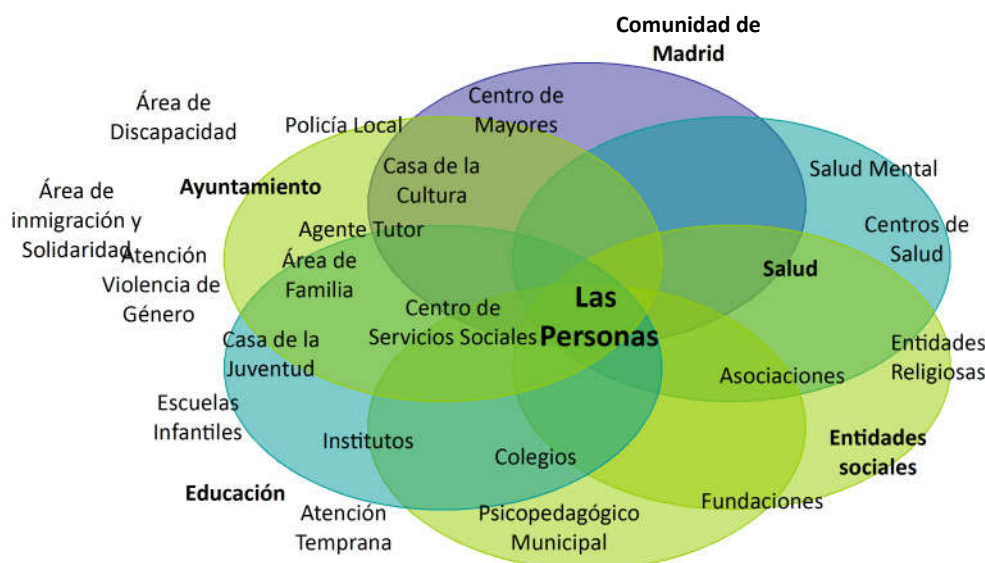 Comunidad de
Madrid
Área de
Discapacidad
Policía Local
Centro de
Mayores
Salud Mental
Área de
inmigración y
Solidaridad
Ayuntamiento
Casa de la
Cultura
Centros de
Salud
Agente Tutor
Atención
Violencia de
Género
Área de
Familia
Salud
Centro de
Servicios Sociales
Las
Personas
Casa de la
Juventud
Entidades
Religiosas
Asociaciones
Escuelas
Infantiles
Institutos
Colegios
Entidades
sociales
Educación
Atención
Temprana
Psicopedagógico
Municipal
Fundaciones